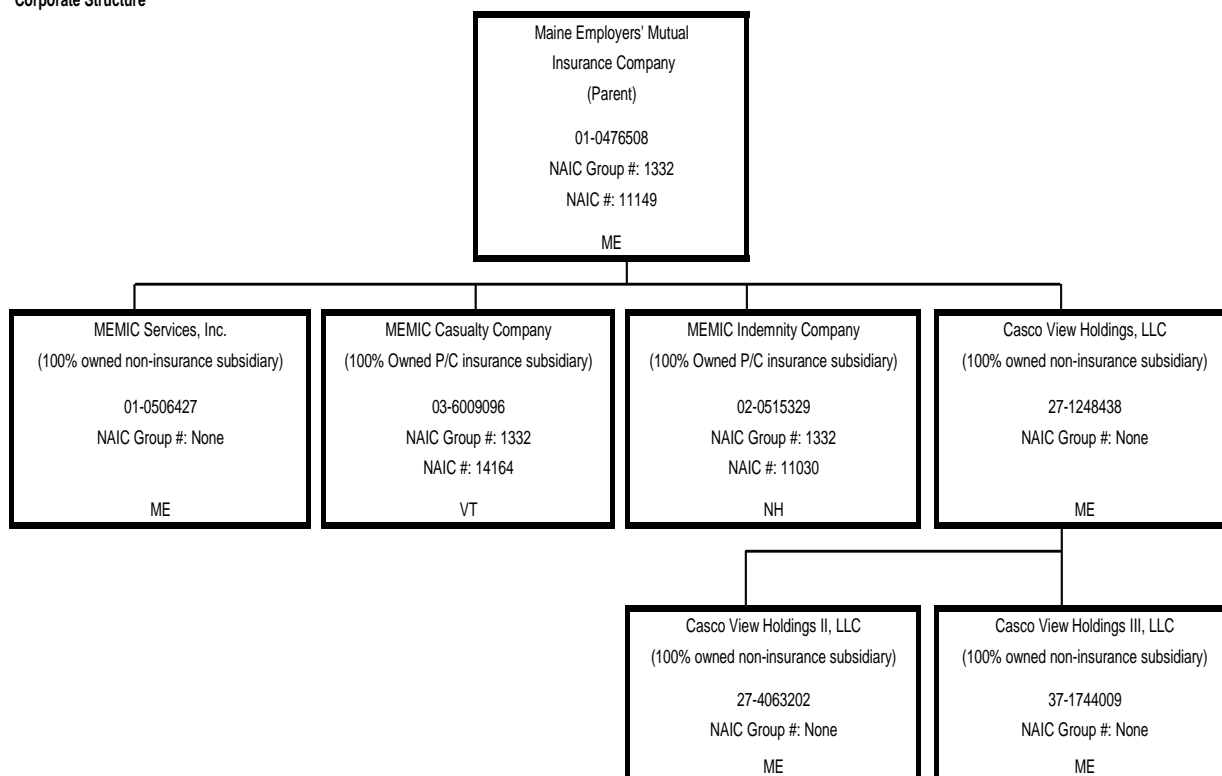 Corporate Structure
Maine Employers' Mutual
Insurance Company
(Parent)
01-0476508
NAIC Group #: 1332
NAIC #: 11149
ME
MEMIC Services, Inc.
(100% owned non-insurance subsidiary)
01-0506427
NAIC Group #: None
ME
MEMIC Casualty Company
(100% Owned P/C insurance subsidiary)
03-6009096
NAIC Group #: 1332
NAIC #: 14164
VT
MEMIC Indemnity Company
(100% Owned P/C insurance subsidiary)
02-0515329
NAIC Group #: 1332
NAIC #: 11030
NH
Casco View Holdings, LLC
(100% owned non-insurance subsidiary)
27-1248438
NAIC Group #: None
ME
Casco View Holdings II, LLC
(100% owned non-insurance subsidiary)
27-4063202
NAIC Group #: None
ME
Casco View Holdings III, LLC
(100% owned non-insurance subsidiary)
37-1744009
NAIC Group #: None
ME